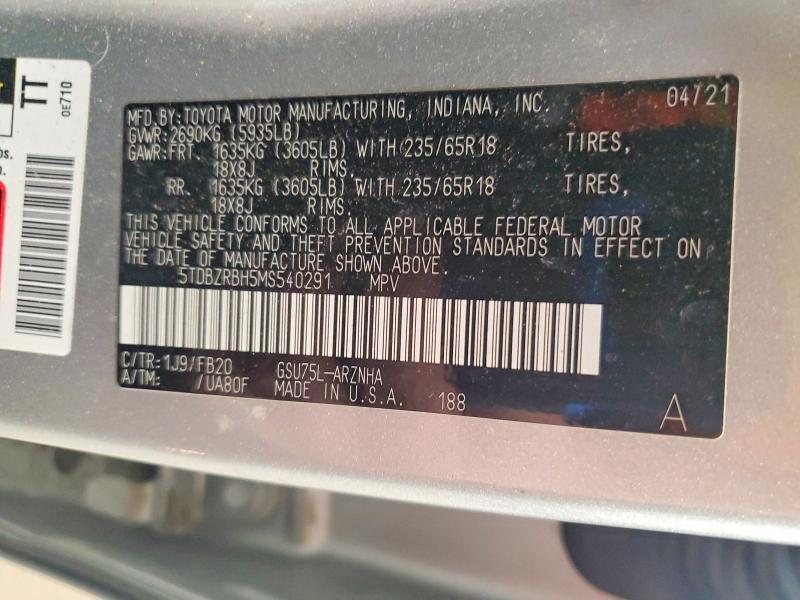 TT
0E710
MFD.BY:TOYOTA MOTOR MANUFACTURING, INDIANA, INC. 04/21
GVWR:2690KG (5935LB)
GAWR:FRT. 1635KG (3605LB) WITH 235/65R18 TIRES,
18X8J RIMS.
RR. 1635KG (3605LB) WITH 235/65R18 TIRES,
18X8J RIMS.
THIS VEHICLE CONFORMS TO ALL APPLICABLE FEDERAL MOTOR
VEHICLE SAFETY AND THEFT PREVENTION STANDARDS IN EFFECT ON
THE DATE OF MANUFACTURE SHOWN ABOVE.
5TDBZRBH5MS540291 MPV
C/TR:1J9/FB20 GSU75L-ARZNHA
A/TM: /UA80F MADE IN U.S.A. 188
A